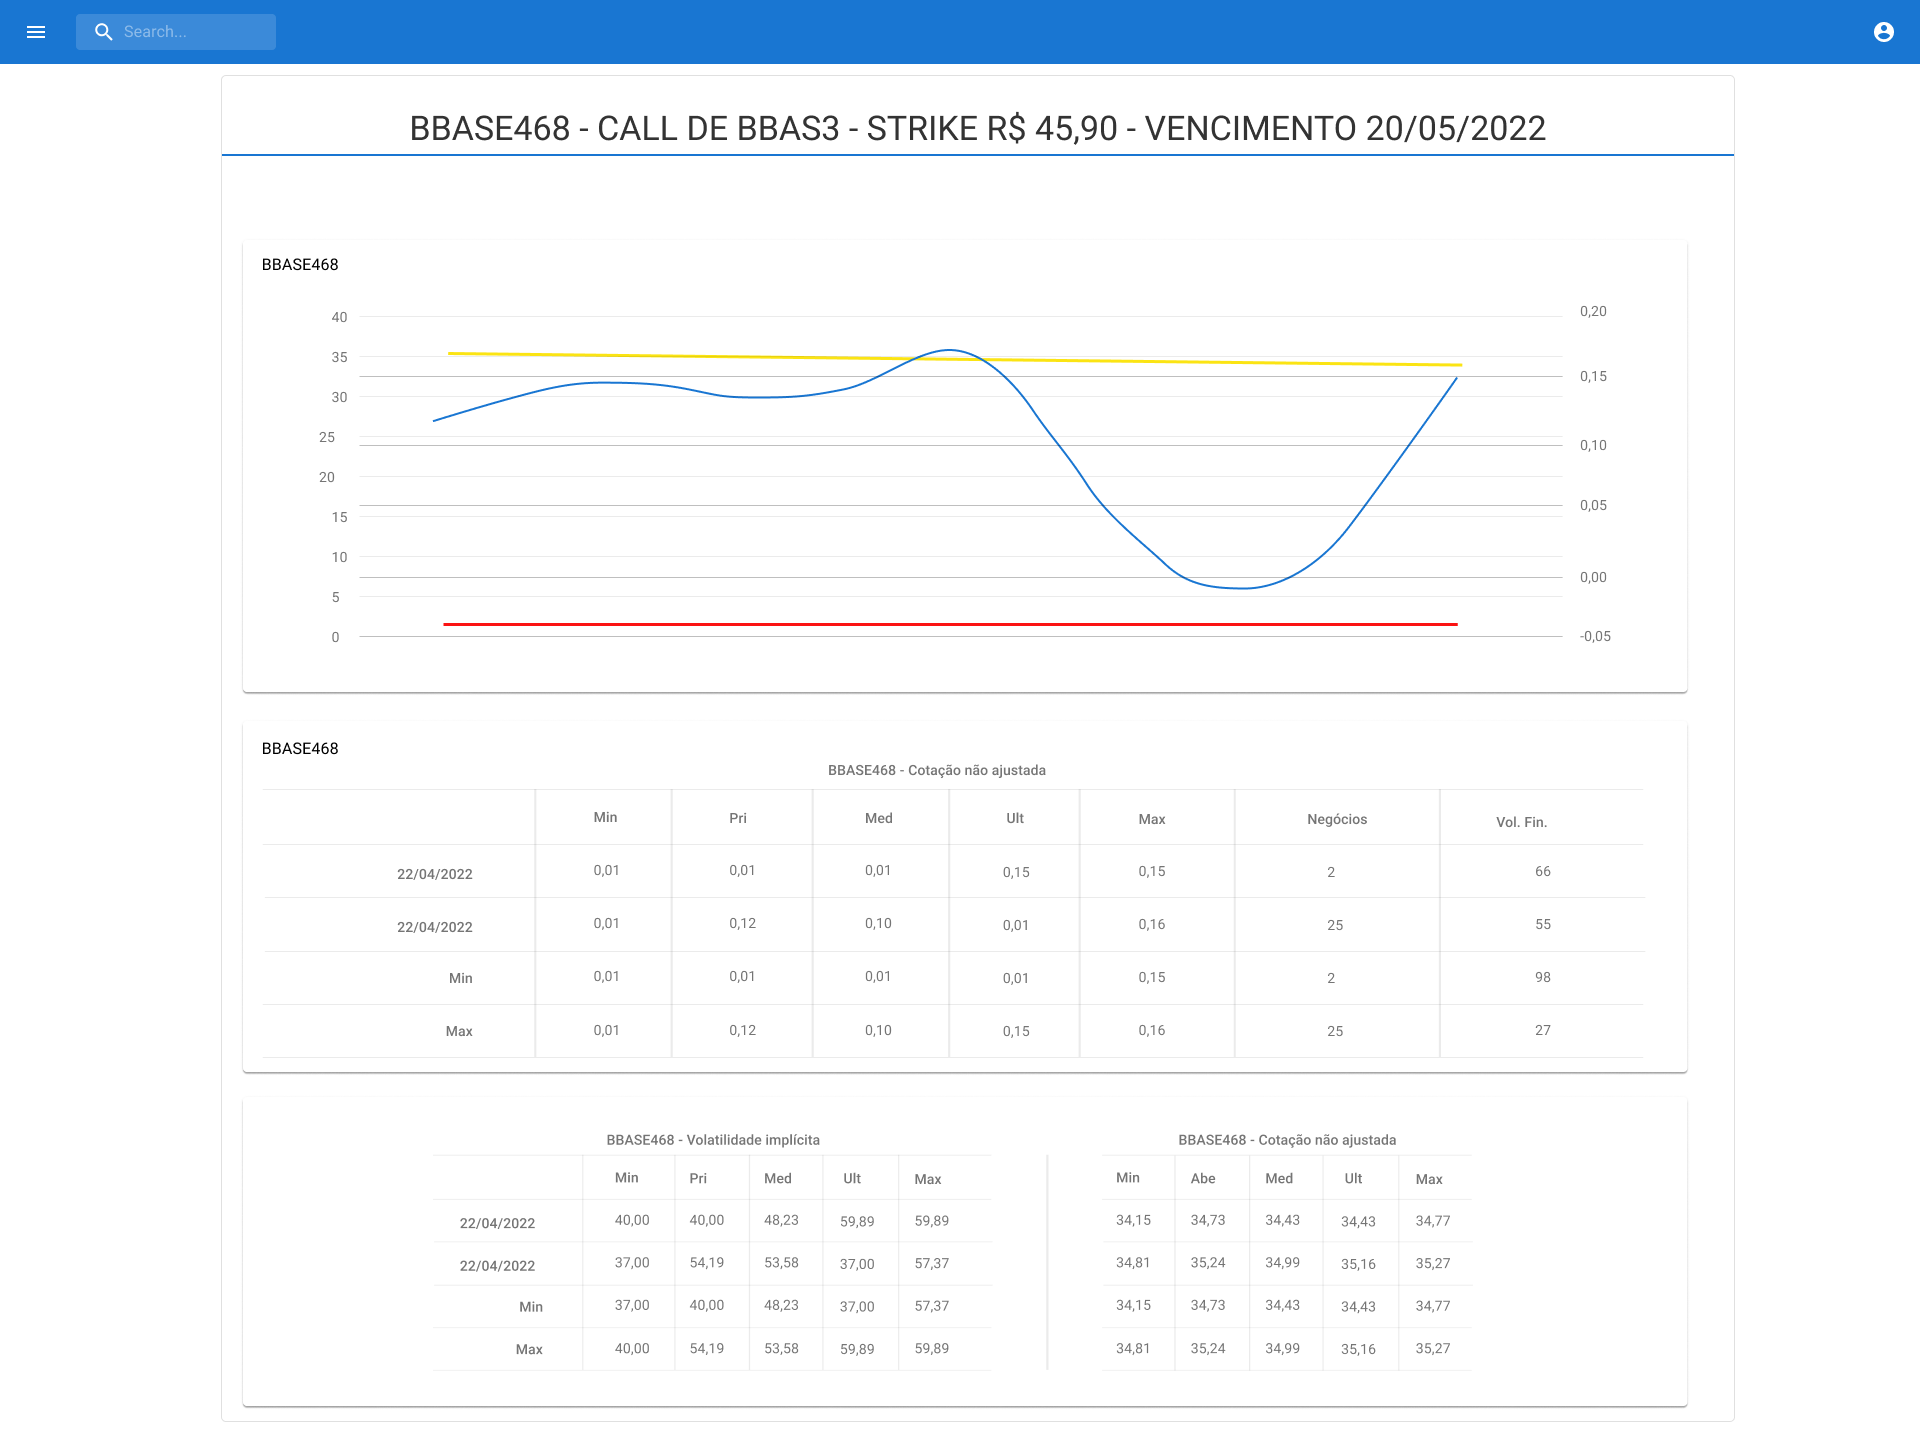 Search...
BBASE468 - CALL DE BBAS3 - STRIKE R$ 45,90 - VENCIMENTO 20/05/2022
BBASE468
40 0,20
35
0,15
30
25 0,10
20
0,05
15
10
0,00
5
0 -0,05
BBASE468
BBASE468 - Cotação não ajustada
Min Pri Med Ult Max Negócios Vol. Fin.
22/04/2022 0,01 0,01 0,01 0,15 0,15 2 66
22/04/2022 0,01 0,12 0,10 0,01 0,16 25 55
Min 0,01 0,01 0,01 0,01 0,15 2 98
Max 0,01 0,12 0,10 0,15 0,16 25 27
BBASE468 - Volatilidade implícita
Min Pri Med Ult Max
22/04/2022 40,00 40,00 48,23 59,89 59,89
22/04/2022 37,00 54,19 53,58 37,00 57,37
Min 37,00 40,00 48,23 37,00 57,37
Max 40,00 54,19 53,58 59,89 59,89
BBASE468 - Cotação não ajustada
Min Abe Med Ult Max
34,15 34,73 34,43 34,43 34,77
34,81 35,24 34,99 35,16 35,27
34,15 34,73 34,43 34,43 34,77
34,81 35,24 34,99 35,16 35,27